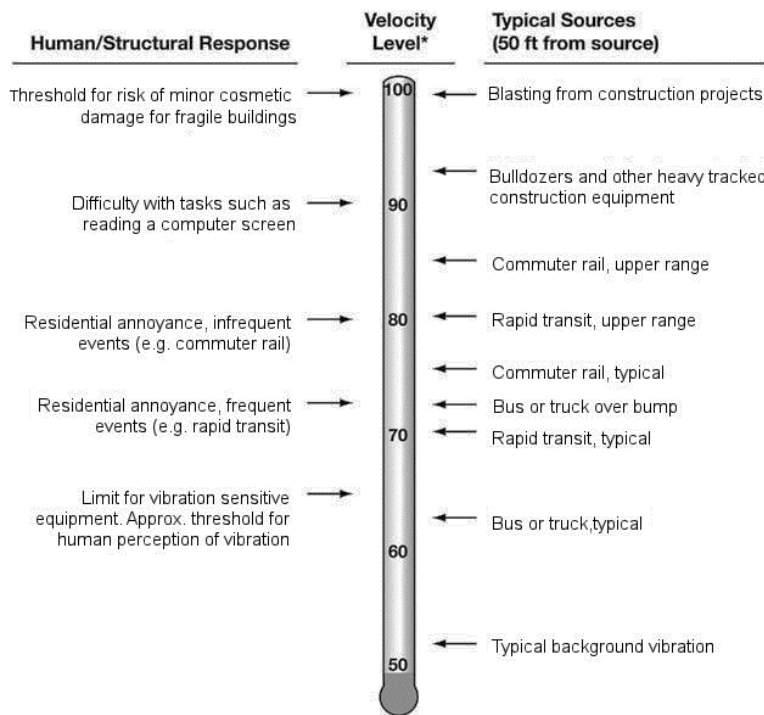 Human/Structural Response
Velocity
Level*
Typical Sources
(50 ft from source)
Threshold for risk of minor cosmetic
damage for fragile buildings
100
Blasting from construction projects
Bulldozers and other heavy tracked
construction equipment
Difficulty with tasks such as
reading a computer screen
90
Commuter rail, upper range
Residential annoyance, infrequent
events (e.g. commuter rail)
80
Rapid transit, upper range
Commuter rail, typical
Residential annoyance, frequent
events (e.g. rapid transit)
Bus or truck over bump
70
Rapid transit, typical
Limit for vibration sensitive
equipment. Approx. threshold for
human perception of vibration
Bus or truck,typical
60
Typical background vibration
50